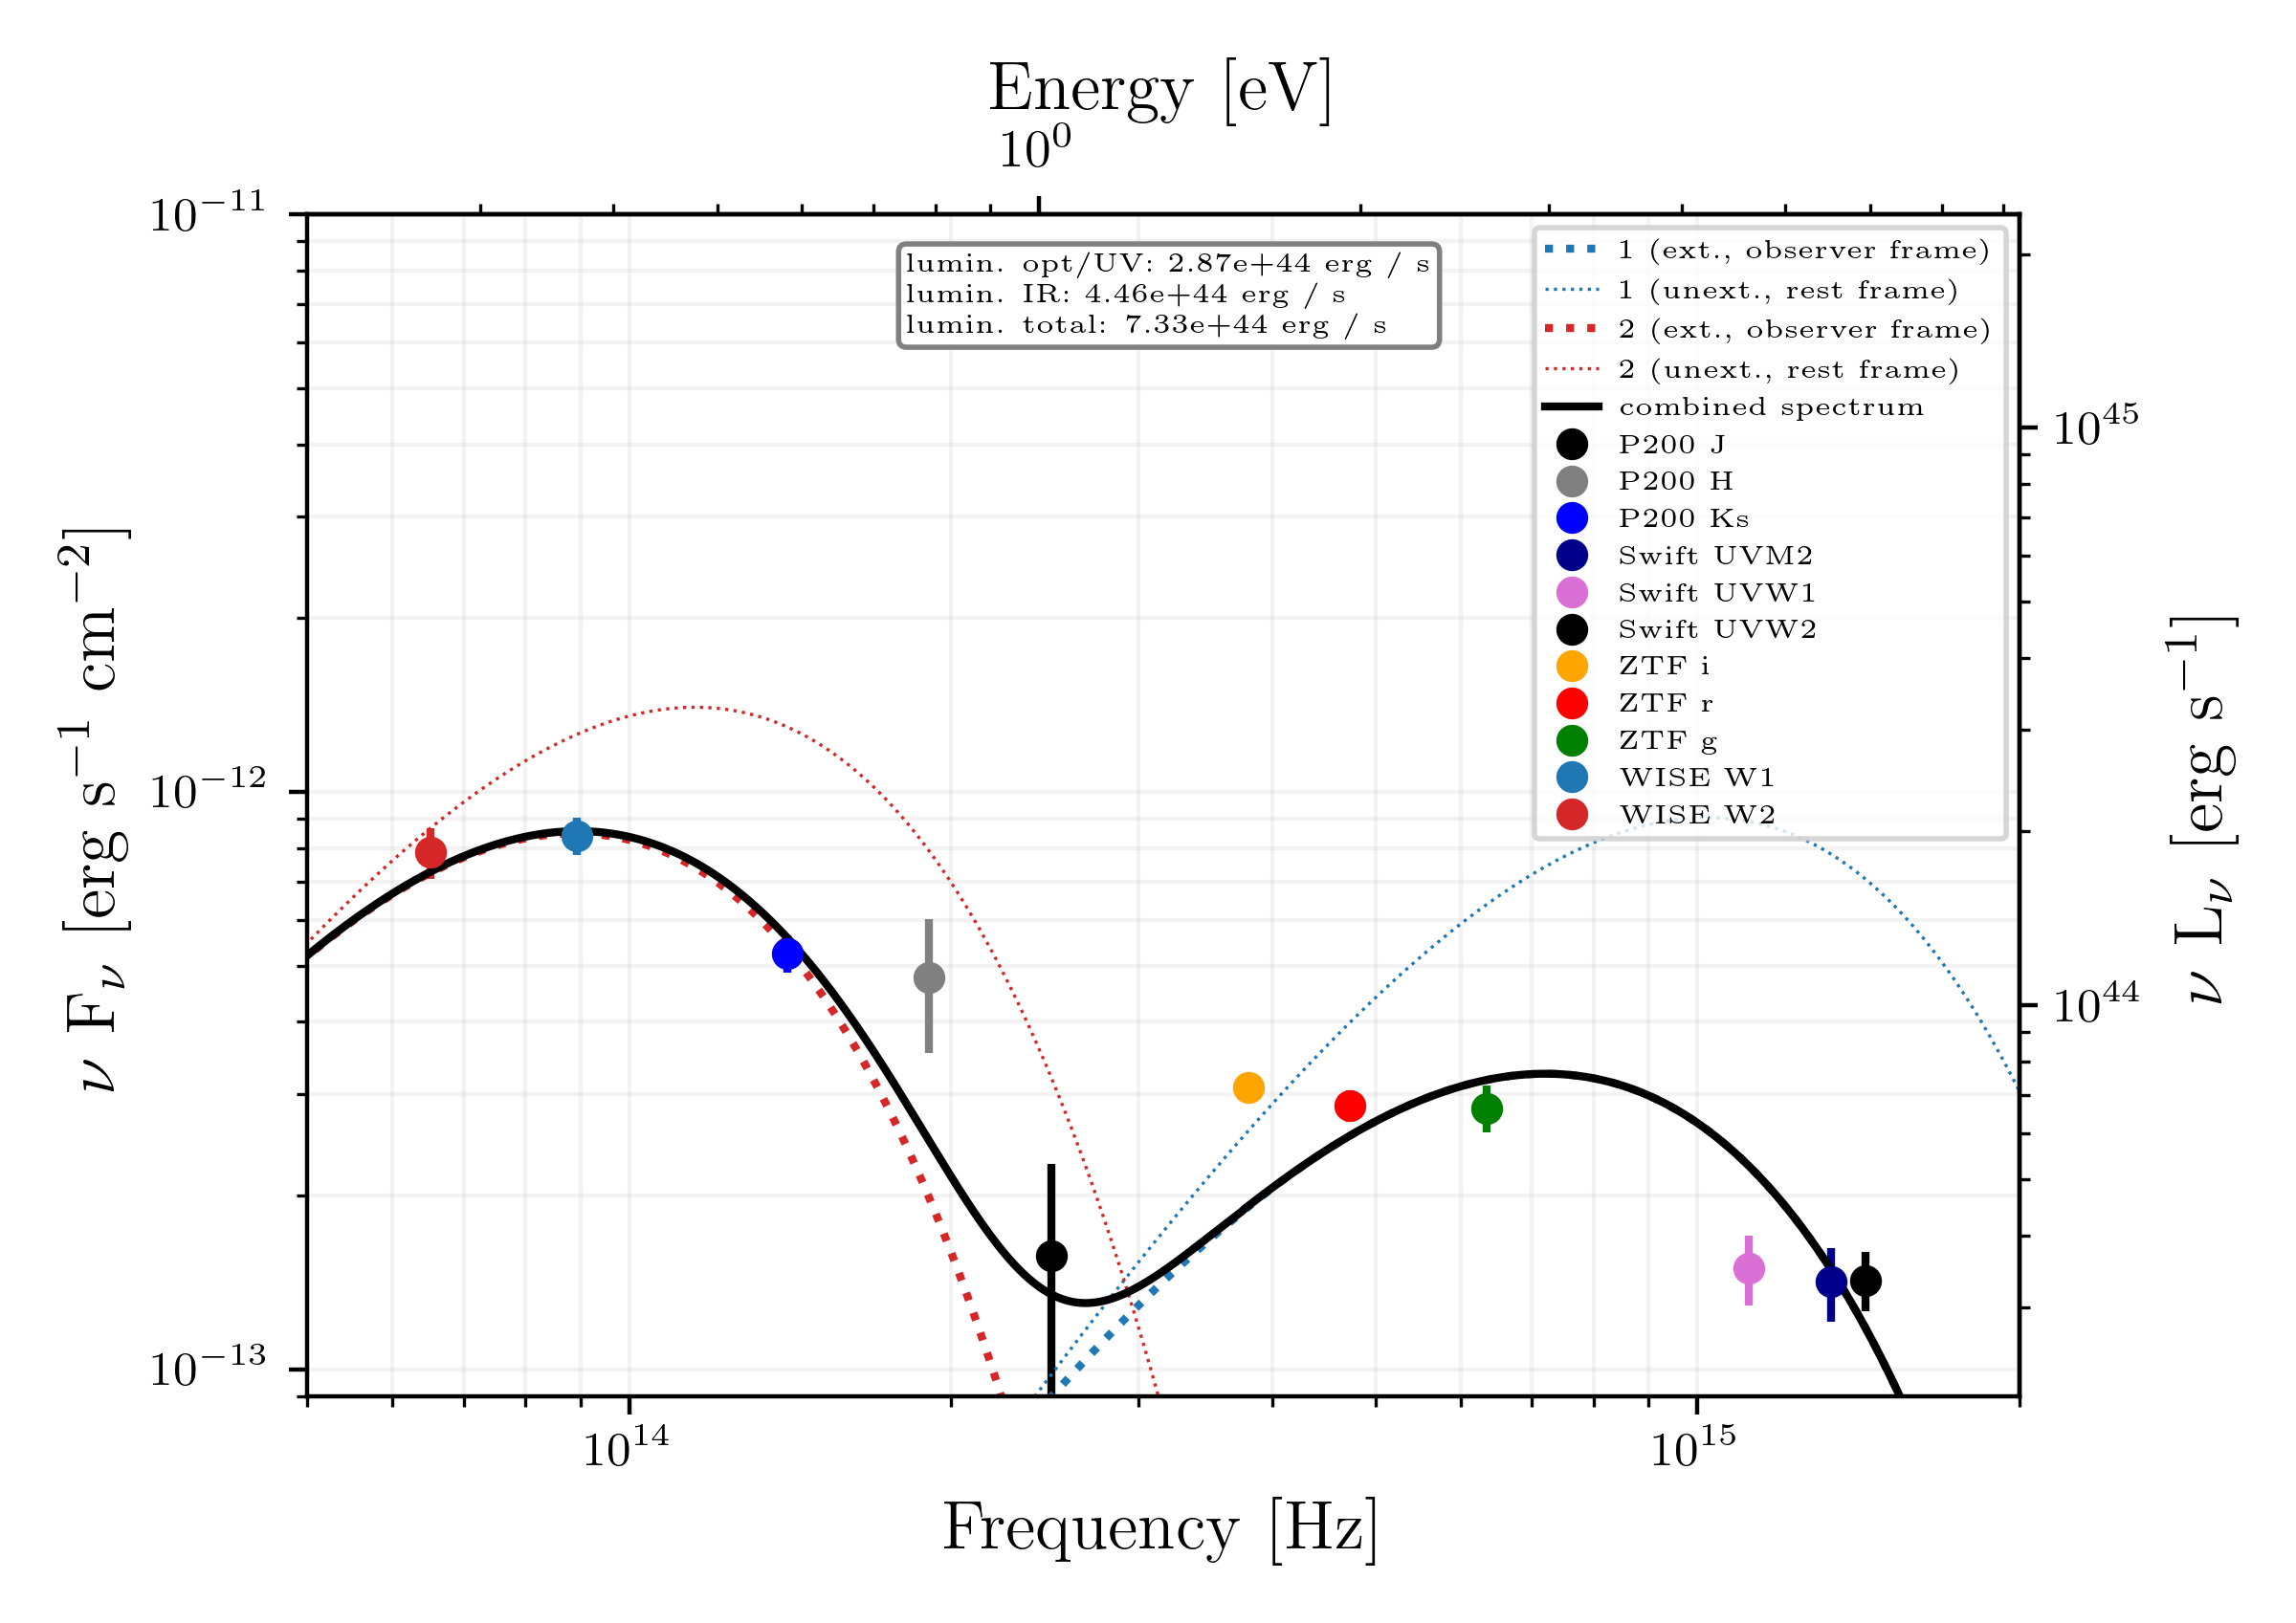 Energy [eV]
10^0
10^−11
lumin. opt/UV: 2.87e+44 erg / s
lumin. IR: 4.46e+44 erg / s
lumin. total: 7.33e+44 erg / s
1 (ext., observer frame)
1 (unext., rest frame)
2 (ext., observer frame)
2 (unext., rest frame)
combined spectrum
P200 J
P200 H
P200 Ks
Swift UVM2
Swift UVW1
Swift UVW2
ZTF i
ZTF r
ZTF g
WISE W1
WISE W2
10^45
10^−12
10^44
10^−13
ν F_ν [erg s^−1 cm^−2]
ν L_ν [erg s^−1]
10^14
10^15
Frequency [Hz]